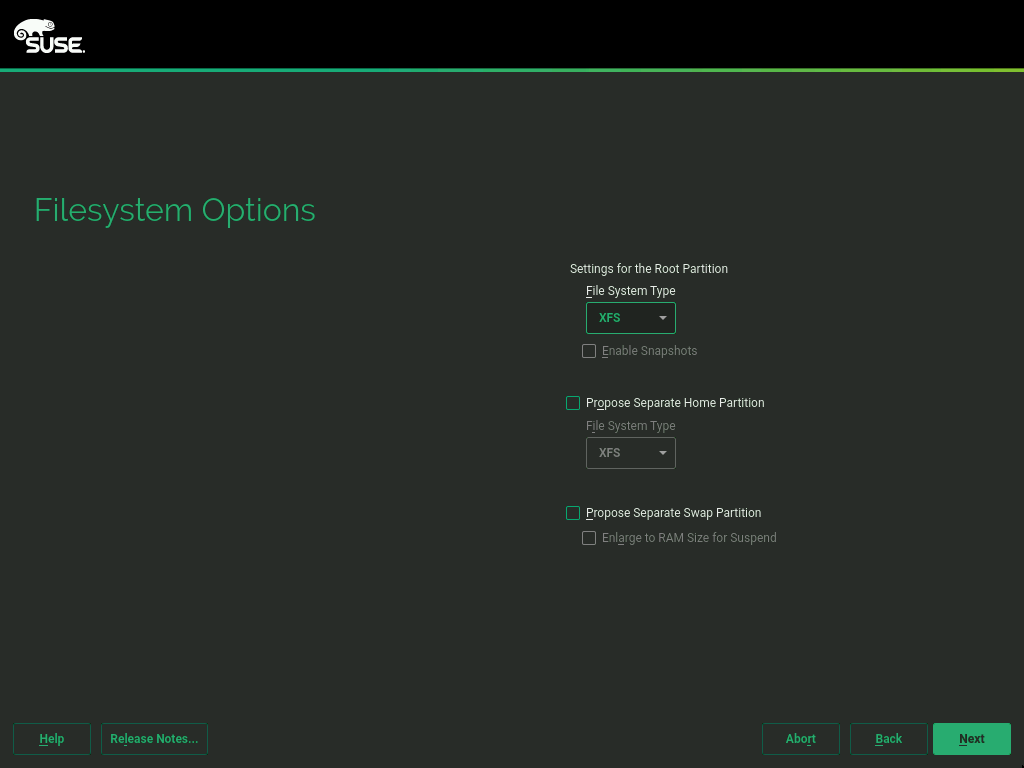 SUSE
Filesystem Options
Settings for the Root Partition
File System Type
XFS
Enable Snapshots
Propose Separate Home Partition
File System Type
XFS
Propose Separate Swap Partition
Enlarge to RAM Size for Suspend
Help Release Notes... Abort Back Next